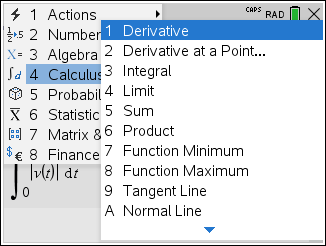 CAPS
RAD
1 Actions
2 Number
3 Algebra
4 Calculus
5 Probabil
6 Statistic
7 Matrix &
8 Finance
∫₀ |v(t)| dt
1 Derivative
2 Derivative at a Point...
3 Integral
4 Limit
5 Sum
6 Product
7 Function Minimum
8 Function Maximum
9 Tangent Line
A Normal Line